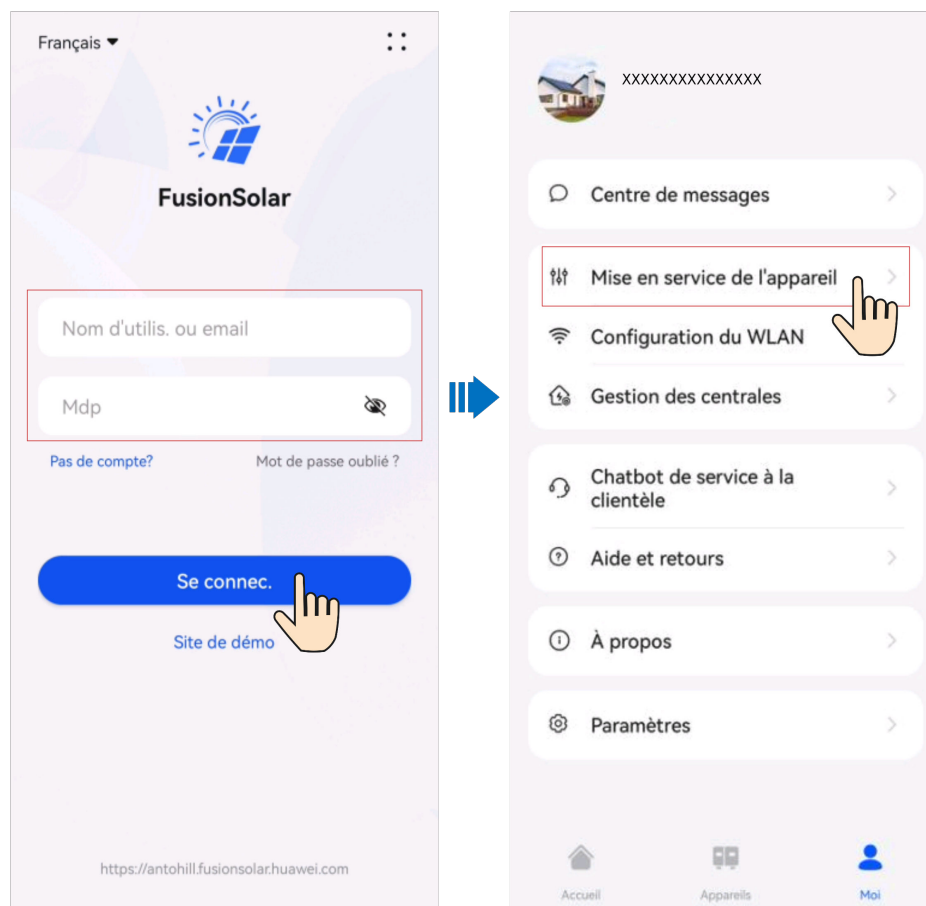 Français
FusionSolar
Nom d'utilis. ou email
Mdp
Pas de compte?
Mot de passe oublié ?
Se connec.
Site de démo
https://antohill.fusionsolar.huawei.com
xxxxxxxxxxxxxxx
Centre de messages
Mise en service de l'appareil
Configuration du WLAN
Gestion des centrales
Chatbot de service à la
clientèle
Aide et retours
À propos
Paramètres
Accueil
Appareils
Moi